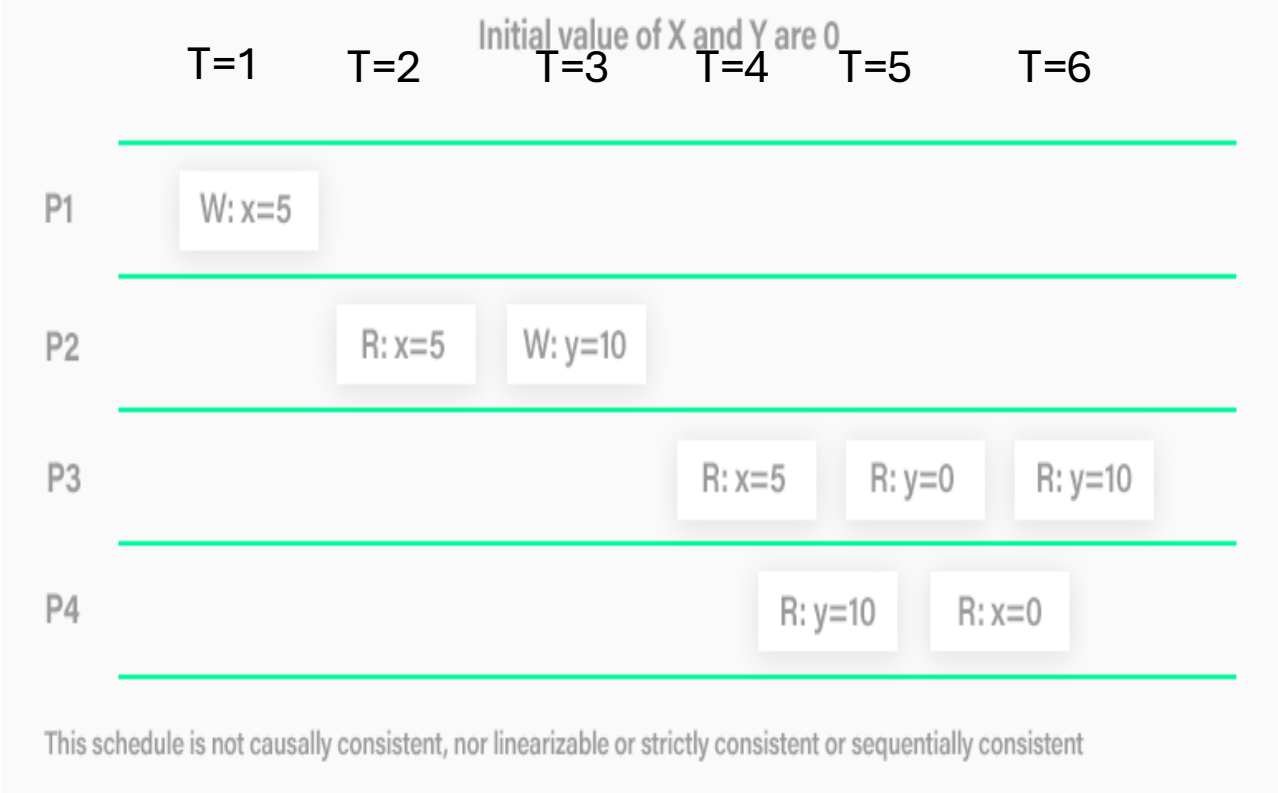 Initial value of X and Y are 0
T=1 T=2 T=3 T=4 T=5 T=6
P1 W: x=5
P2 R: x=5 W: y=10
P3 R: x=5 R: y=0 R: y=10
P4 R: y=10 R: x=0
This schedule is not causally consistent, nor linearizable or strictly consistent or sequentially consistent